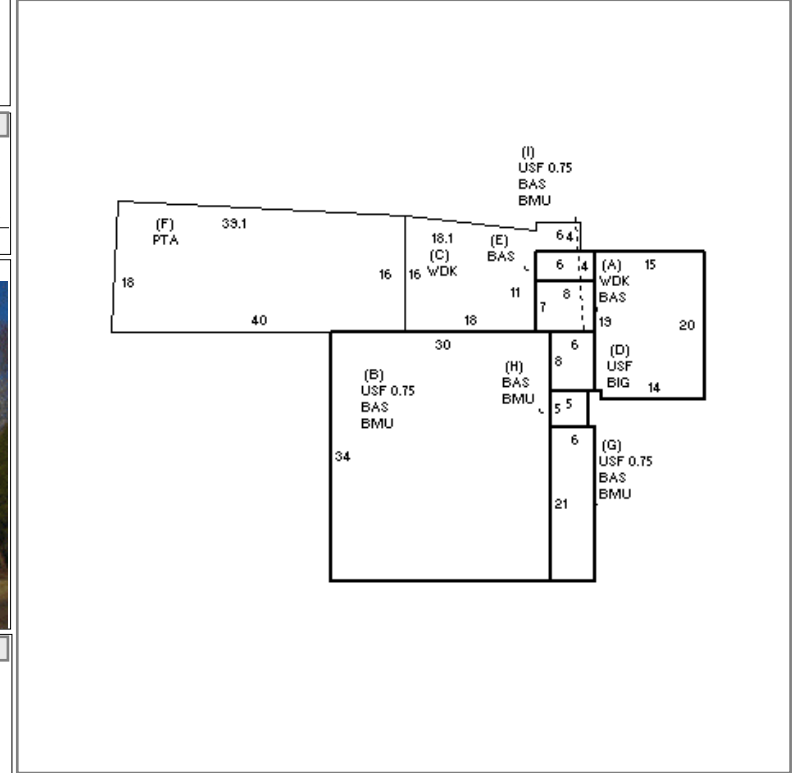 (I)
USF 0.75
BAS
BMU
(F)
PTA
39.1
18
16
40
18.1
(C)
WDK
16
11
18
(E)
BAS
6 4
6
4
8
7
(A)
WDK
BAS
15
19
20
(D)
USF
BIG
14
30
(B)
USF 0.75
BAS
BMU
34
(H)
BAS
BMU
6
8
5 5
6
21
(G)
USF 0.75
BAS
BMU